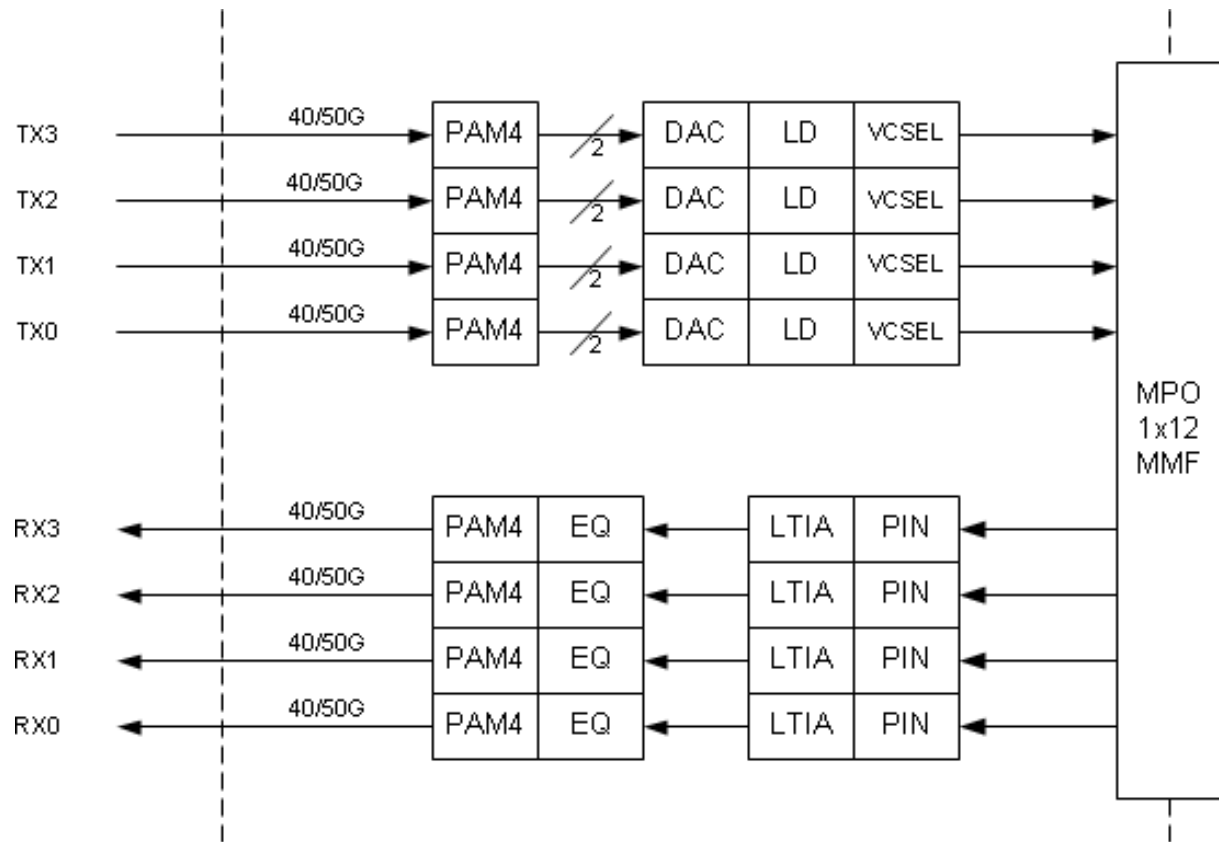 TX3 40/50G PAM4 2 DAC LD VCSEL
TX2 40/50G PAM4 2 DAC LD VCSEL
TX1 40/50G PAM4 2 DAC LD VCSEL
TX0 40/50G PAM4 2 DAC LD VCSEL
MPO
1x12
MMF
RX3 40/50G PAM4 EQ LTIA PIN
RX2 40/50G PAM4 EQ LTIA PIN
RX1 40/50G PAM4 EQ LTIA PIN
RX0 40/50G PAM4 EQ LTIA PIN